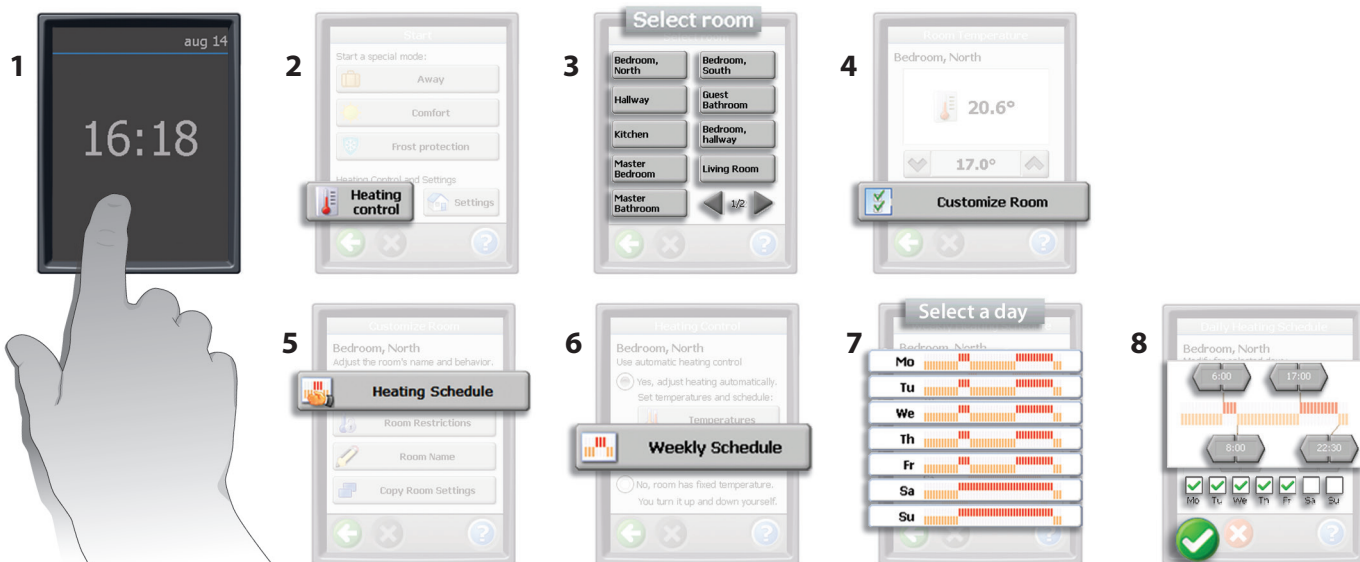 1
aug 14
16:18
2
Start
Start a special mode:
Away
Comfort
Frost protection
Heating Control and Settings
Heating
control
Settings
?
3
Select room
Bedroom,
North
Bedroom,
South
Hallway
Guest
Bathroom
Kitchen
Bedroom,
hallway
Master
Bedroom
Living Room
Master
Bathroom
1/2
?
4
Room Temperature
Bedroom, North
20.6°
17.0°
Customize Room
?
5
Customize Room
Bedroom, North
Adjust the room's name and behavior.
Heating Schedule
Room Restrictions
Room Name
Copy Room Settings
?
6
Heating Control
Bedroom, North
Use automatic heating control
Yes, adjust heating automatically.
Set temperatures and schedule:
Temperatures
Weekly Schedule
No, room has fixed temperature.
You turn it up and down yourself.
?
7
Select a day
Bedroom, North
Mo
Tu
We
Th
Fr
Sa
Su
?
8
Daily Heating Schedule
Bedroom, North
6:00
17:00
8:00
22:30
Mo Tu We Th Fr Sa Su
?